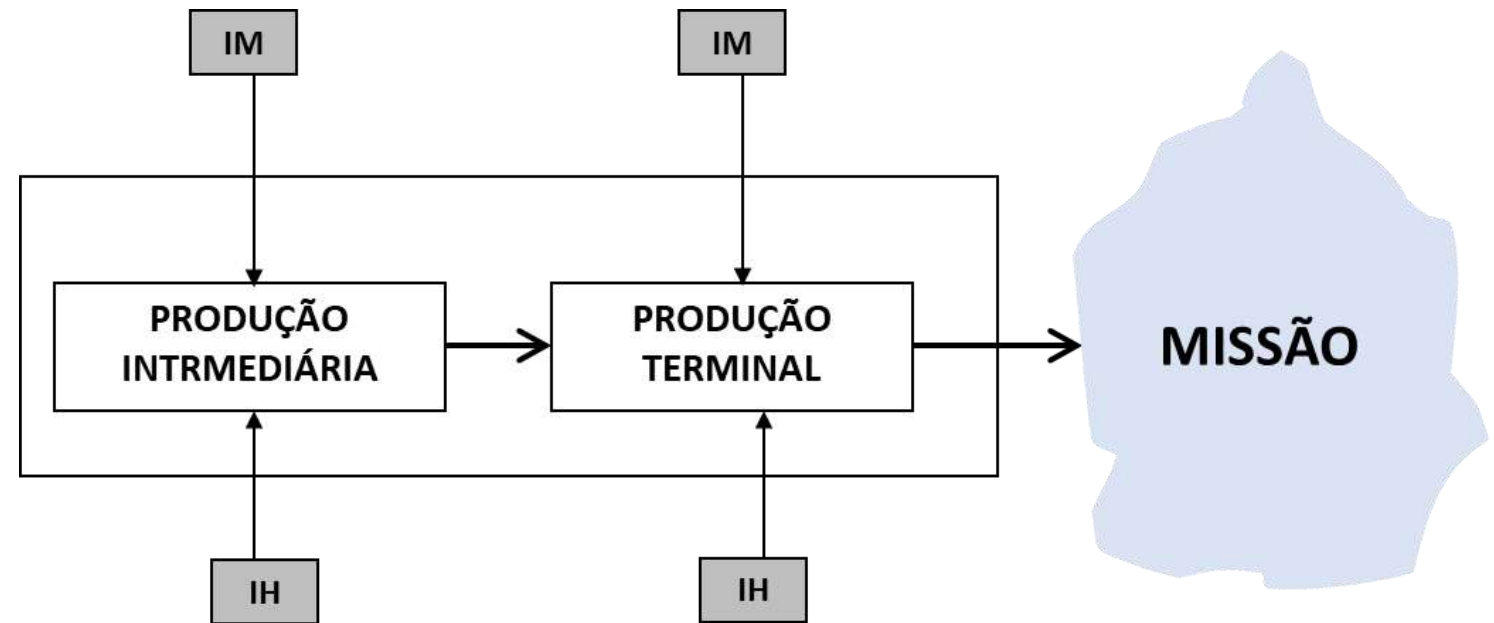 IM
IM
PRODUÇÃO
INTRMEDIÁRIA
PRODUÇÃO
TERMINAL
MISSÃO
IH
IH